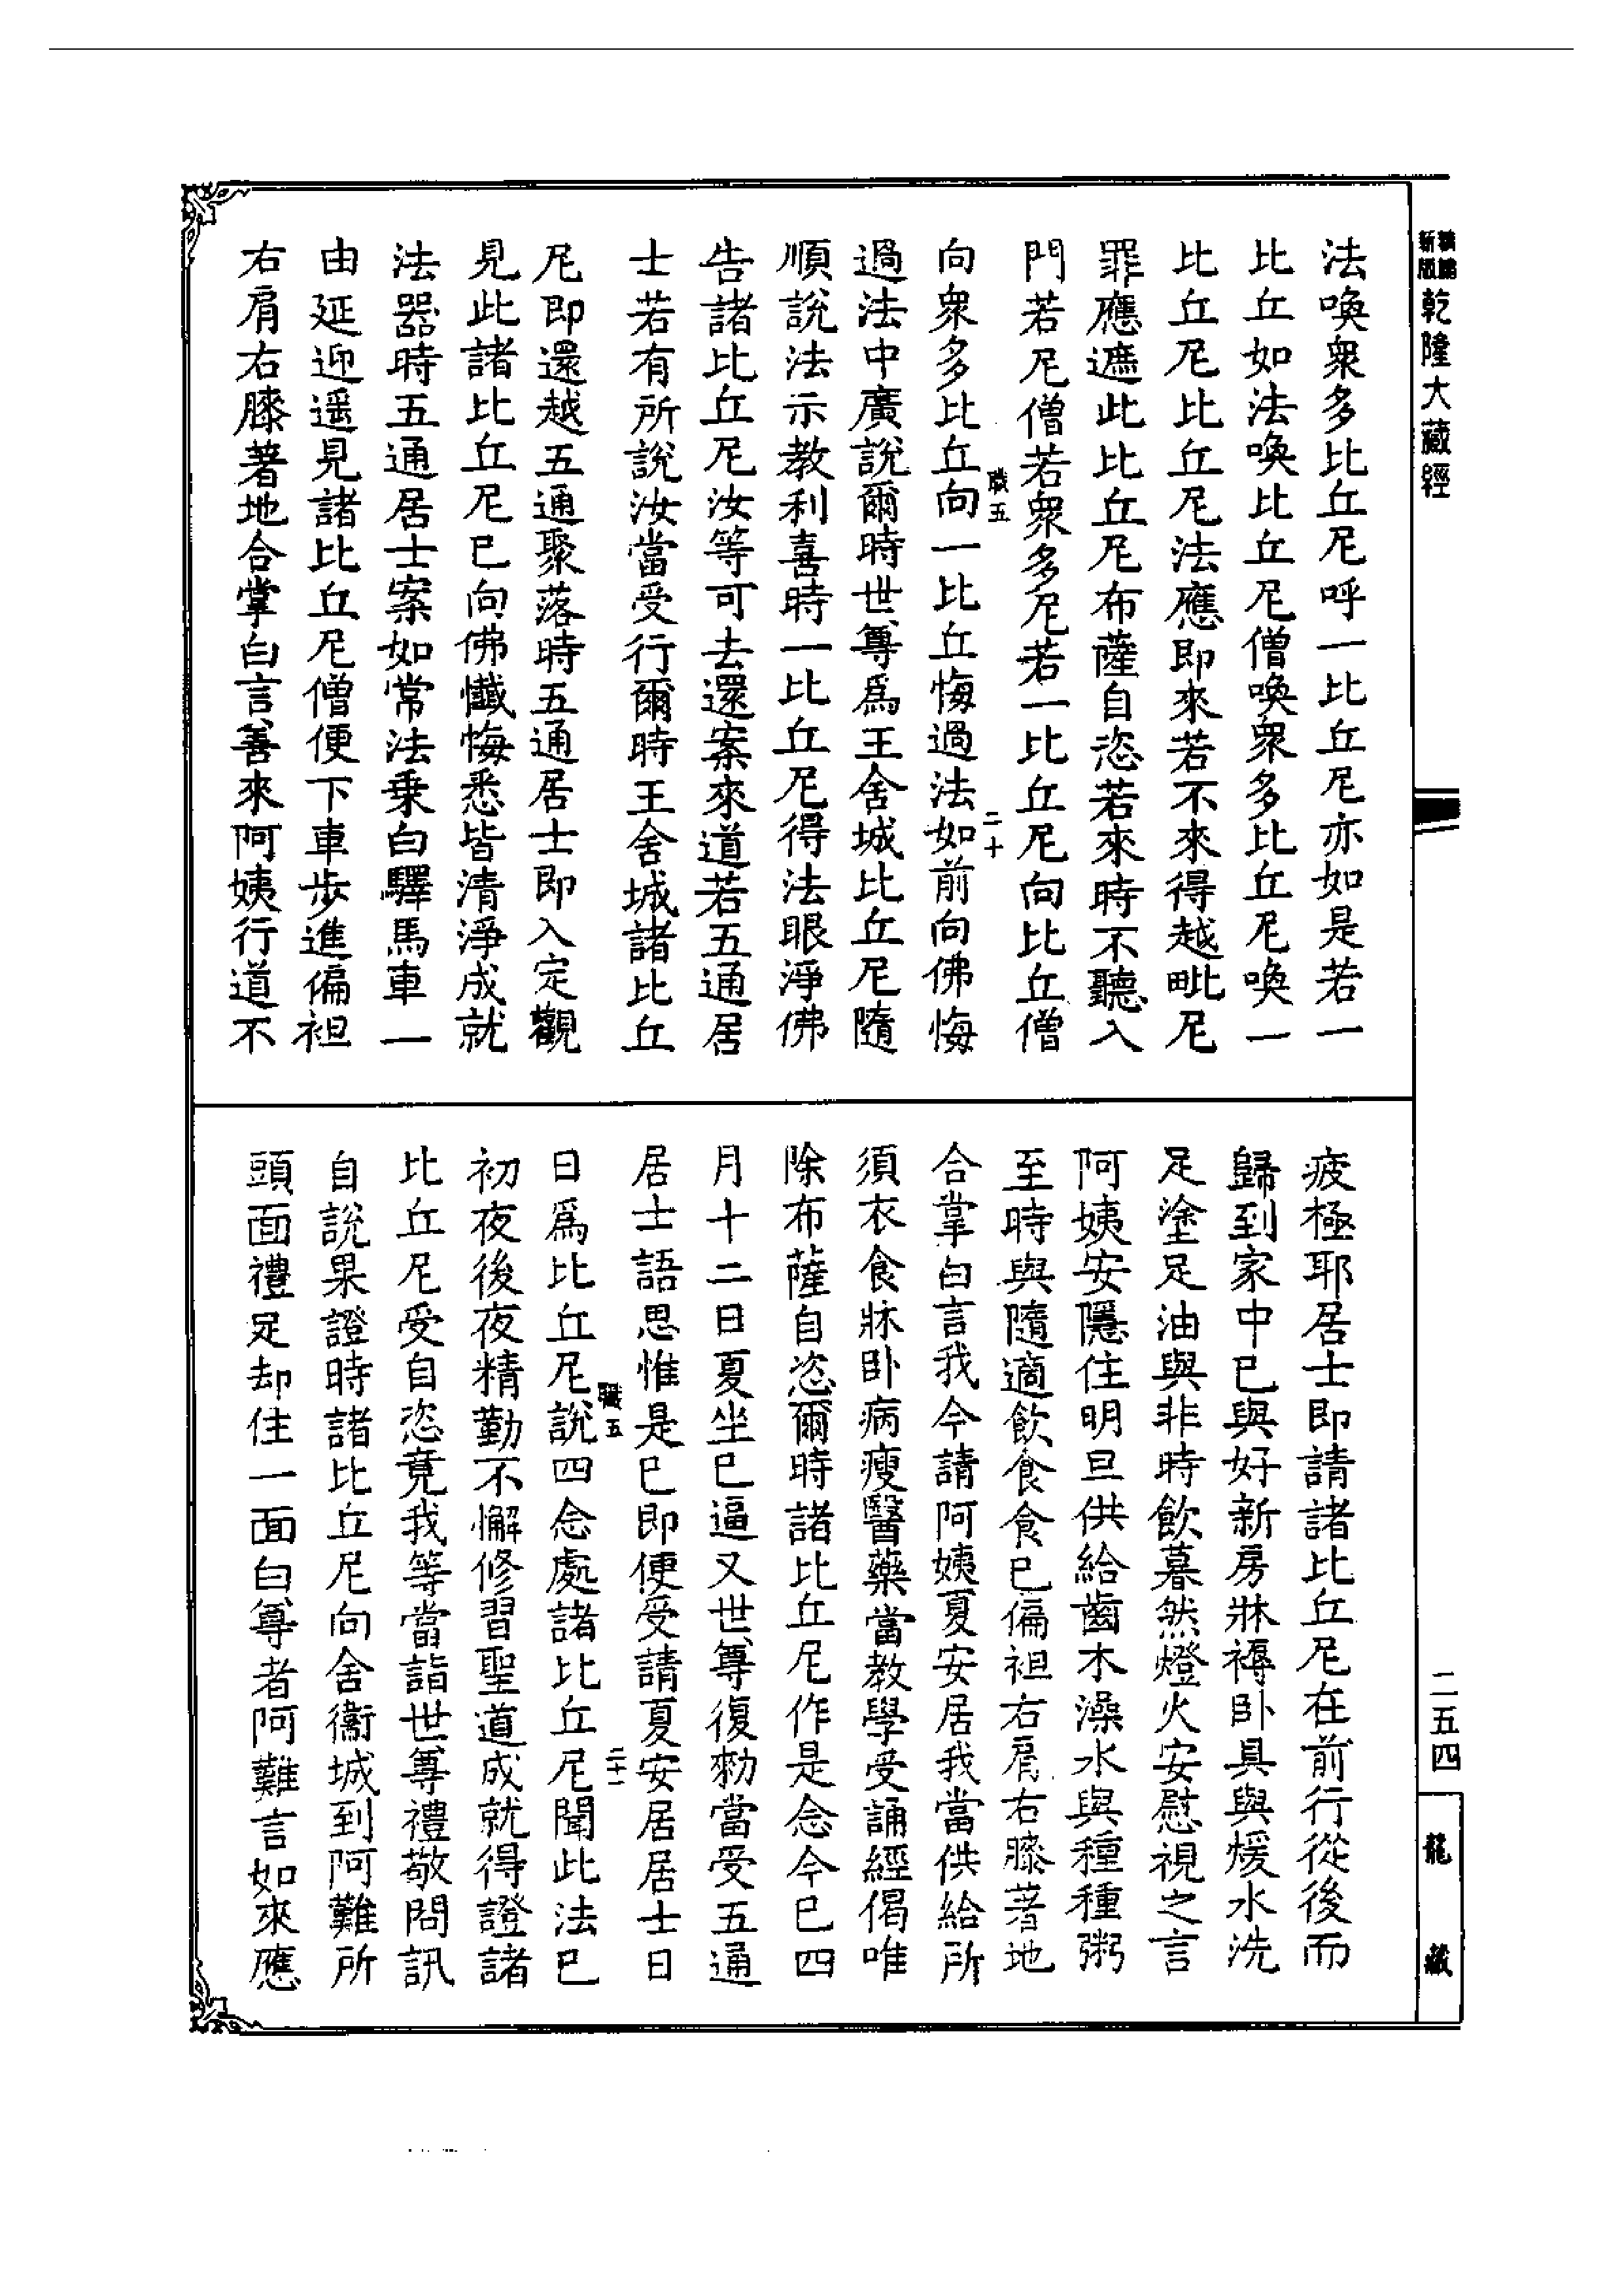 新版
乾隆大藏經
法喚衆多比丘尼呼一比丘尼亦如是若一
比丘如法喚比丘尼僧喚衆多比丘尼喚一
比丘尼比丘尼法應即來若不來得越毗尼
罪應遮此比丘尼布薩自恣若來時不聽入
門若尼僧若衆多尼若一比丘尼向比丘僧
職五
二十
向衆多比丘向一比丘悔過法如前向佛悔
過法中廣說爾時世尊爲王舍城比丘尼隨
順說法示教利喜時一比丘尼得法眼淨佛
告諸比丘尼汝等可去還案來道若五通居
士若有所說汝當受行爾時王舍城諸比丘
尼即還越五通聚落時五通居士即入定觀
見此諸比丘尼已向佛懺悔悉皆清淨成就
法器時五通居士案如常法乗白驛馬車一
由延迎遥見諸比丘尼僧便下車步進偏袒
右肩右膝著地合掌白言善來阿姨行道不
疲極耶居士即請諸比丘尼在前行從後而
歸到家中已與好新房牀褥卧具與煖水洗
足塗足油與非時飲暮然燈火安慰視之言
阿姨安隱住明旦供給齒木澡水與種種粥
至時與隨適飲食食已偏袒右肩右膝著地
合掌白言我今請阿姨夏安居我當供給所
須衣食牀卧病瘦醫藥當教學受誦經偈唯
除布薩自恣爾時諸比丘尼作是念今已四
月十二日夏坐已逼又世尊復勑當受五通
居士語思惟是已即便受請夏安居居士日
職五
二十一
日爲比丘尼說四念處諸比丘尼聞此法已
初夜後夜精勤不懈修習聖道成就得證諸
比丘尼受自恣竟我等當詣世尊禮敬問訊
自說果證時諸比丘尼向舍衞城到阿難所
頭面禮足却住一面白尊者阿難言如來應
二五四
龍藏